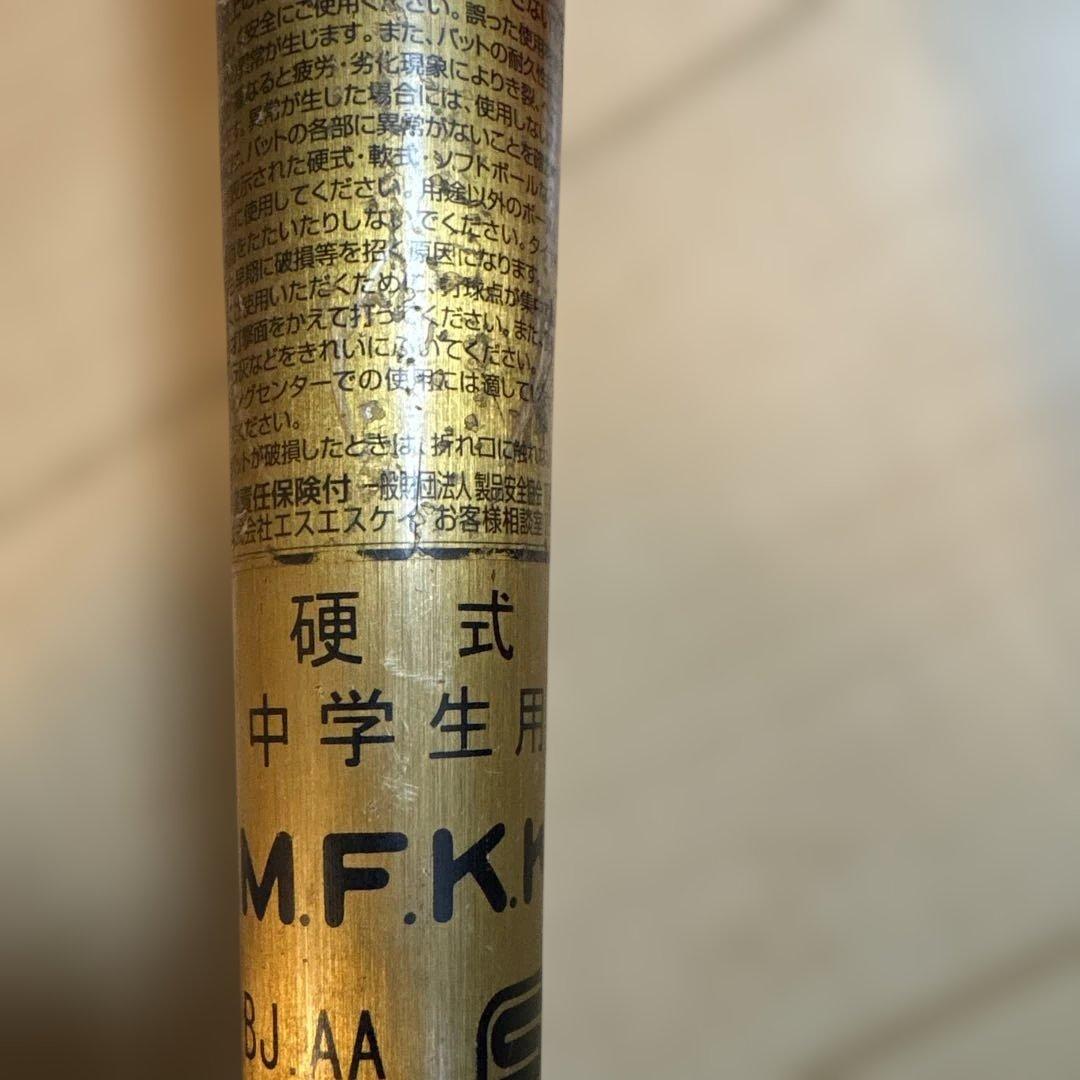 安全にご使用ください。誤った使用
異常が生じます。また、バットの耐久性
なると疲労・劣化現象によりき裂、
す。異常が生じた場合には、使用しない
バットの各部に異常がないことを
表示された硬式・軟式・ソフトボール
に使用してください。用途以外のボー
をたたいたりしないでください。タイ
早期に破損等を招く原因になります。
使用いただくために、打球点が集中
打撃面をかえて打ってください。また、
などをきれいにふいてください。
ングセンターでの使用には適してい
ください。
バットが破損したときは、折れ口に触れ
責任保険付 一般財団法人 製品安全協会
会社エスエスケイ お客様相談室
硬 式
中 学 生 用
M.F.K.K
BJ.AA